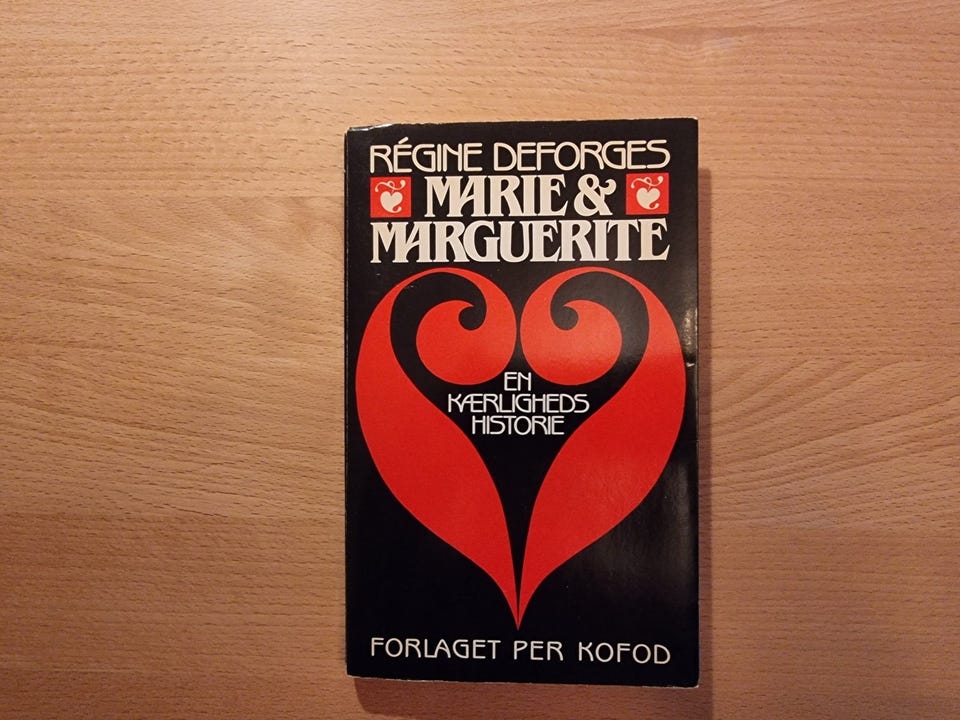 RÉGINE DEFORGES
MARIE &
MARGUERITE
EN
KÆRLIGHEDS
HISTORIE
FORLAGET PER KOFOD